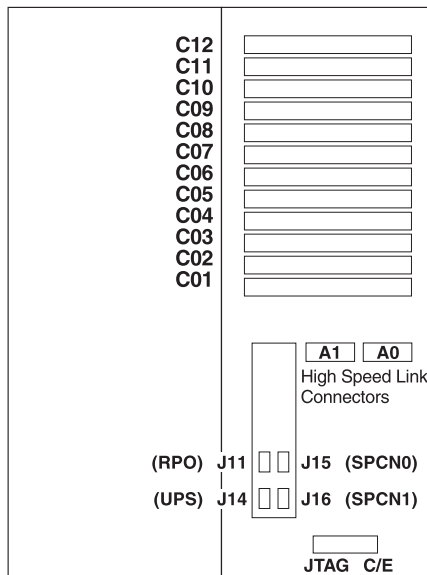 C12
C11
C10
C09
C08
C07
C06
C05
C04
C03
C02
C01
A1 A0
High Speed Link
Connectors
(RPO) J11 J15 (SPCN0)
(UPS) J14 J16 (SPCN1)
JTAG C/E